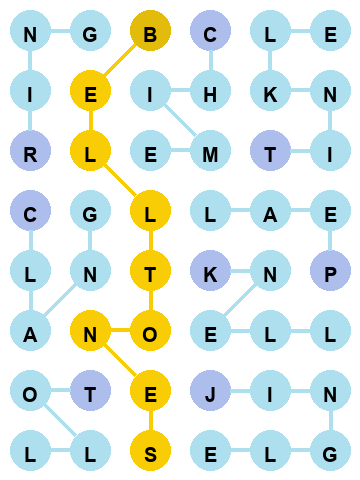 N G B C L E
I E I H K N
R L E M T I
C G L L A E
L N T K N P
A N O E L L
O T E J I N
L L S E L G